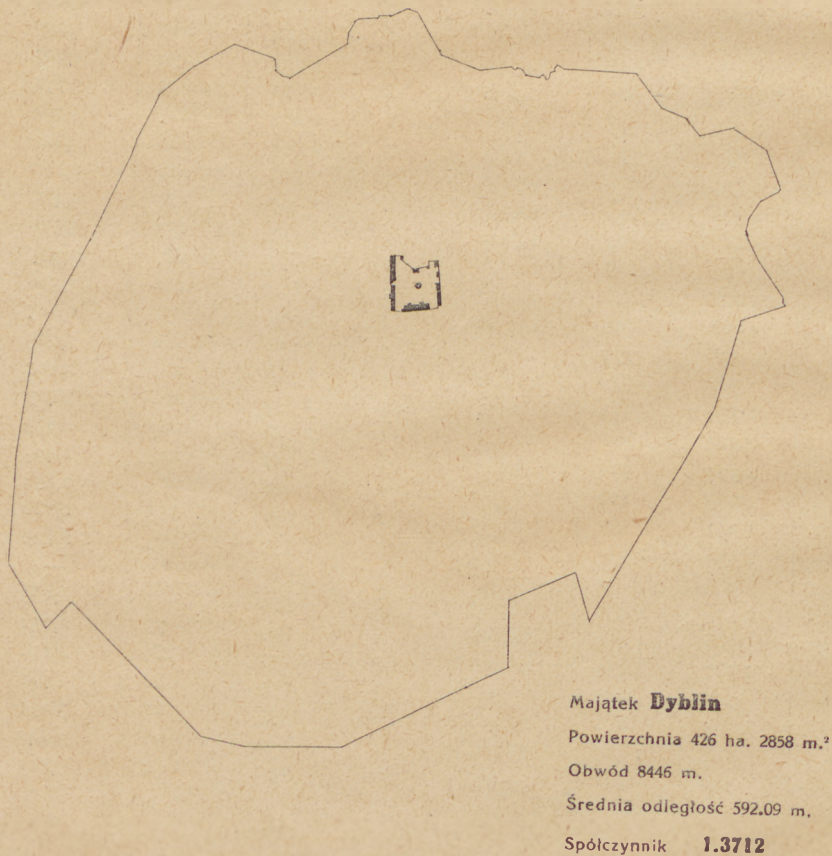 Majątek Dyblin
Powierzchnia 426 ha. 2858 m.²
Obwód 8446 m.
Średnia odległość 592.09 m.
Spółczynnik 1.3712